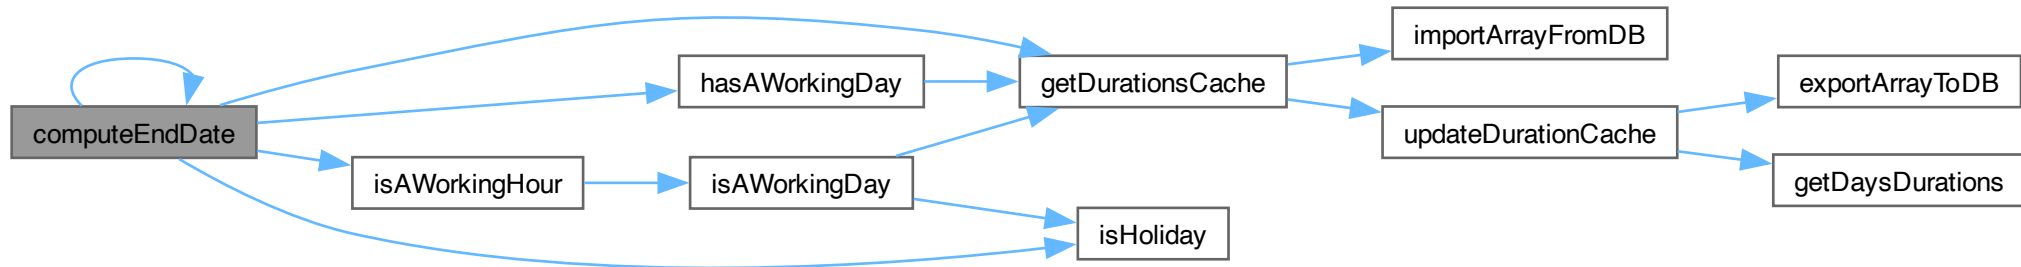 computeEndDate
hasAWorkingDay
isAWorkingHour
isAWorkingDay
getDurationsCache
isHoliday
importArrayFromDB
updateDurationCache
exportArrayToDB
getDaysDurations